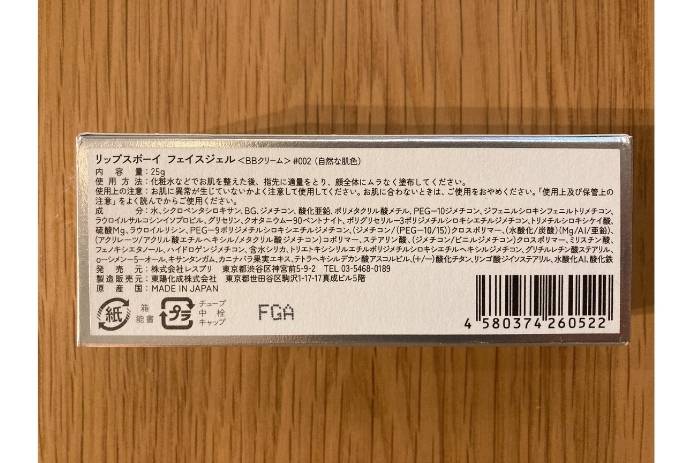 リップスボーイ フェイスジェル <BBクリーム> #002 (自然な肌色)
内 容 量：25g
使 用 方 法：化粧水などでお肌を整えた後、指先に適量をとり、顔全体にムラなく塗布してください。
使用上の注意：お肌に異常が生じていないかよく注意して使用してください。お肌に合わないときは、ご使用をおやめください。「使用上及び保管上の
注意」をよく読んでからご使用ください。
成 分：水、シクロペンタシロキサン、BG、ジメチコン、酸化亜鉛、ポリメタクリル酸メチル、PEG-10ジメチコン、ジフェニルシロキシフェニルトリメチコン、
ラウロイルサルコシンイソプロピル、グリセリン、クオタニウム-90ベントナイト、ポリグリセリル-3ポリジメチルシロキシエチルジメチコン、トリメチルシロキシケイ酸、
硫酸Mg、ラウロイルリシン、PEG-9ポリジメチルシロキシエチルジメチコン、(ジメチコン/(PEG-10/15))クロスポリマー、(水酸化/炭酸)(Mg/Al/亜鉛)、
(アクリレーツ/アクリル酸エチルヘキシル/メタクリル酸ジメチコン)コポリマー、ステアリン酸、(ジメチコン/ビニルジメチコン)クロスポリマー、ミリスチン酸、
フェノキシエタノール、ハイドロゲンジメチコン、含水シリカ、トリエトキシシリルエチルポリジメチルシロキシエチルヘキシルジメチコン、グリチルレチン酸ステアリル、
o-シメン-5-オール、キサンタンガム、カニナバラ果実エキス、テトラヘキシルデカン酸アスコルビル、(+/-)酸化チタン、リンゴ酸ジイソステアリル、水酸化Al、酸化鉄
発 売 元：株式会社レスプリ 東京都渋谷区神宮前5-9-2 TEL 03-5468-0189
製造販売元：東陽化成株式会社 東京都世田谷区駒沢1-17-17真成ビル5階
原 産 国：MADE IN JAPAN
紙
箱
能書
プラ
チューブ
中 栓
キャップ
FGA
4 580374 260522